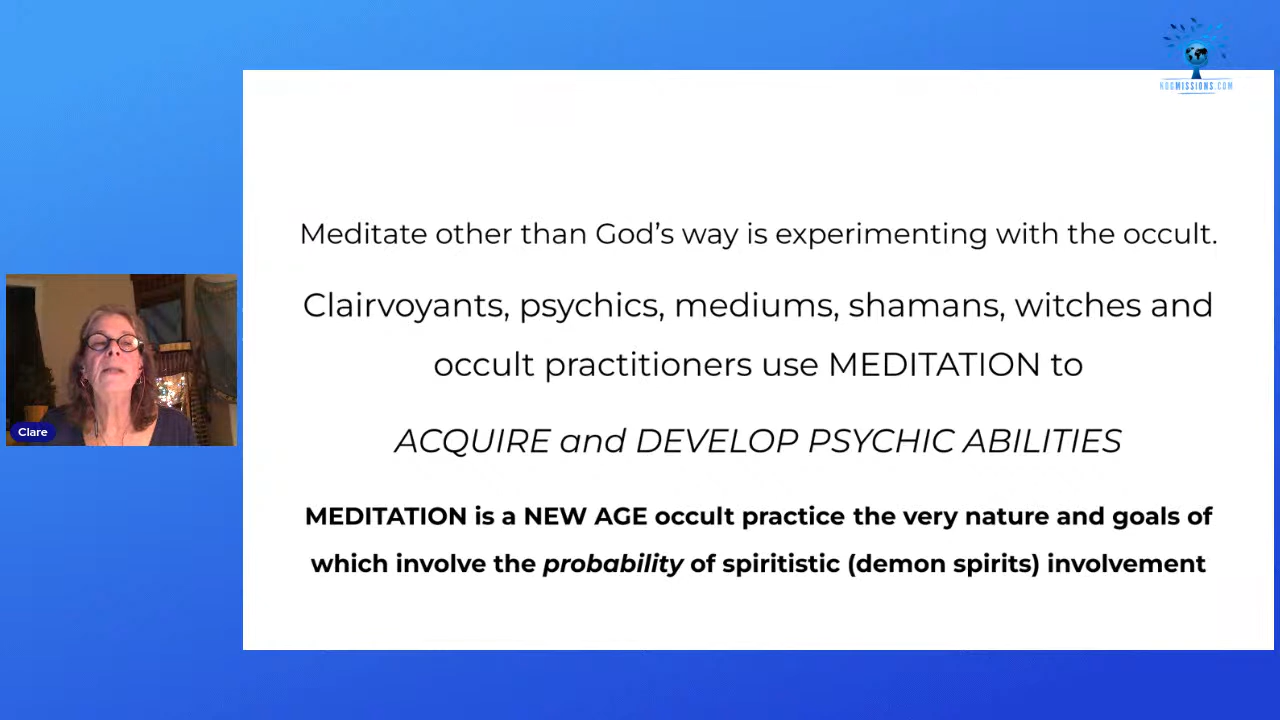 KOGMISSIONS.COM
Meditate other than God's way is experimenting with the occult.
Clairvoyants, psychics, mediums, shamans, witches and
occult practitioners use MEDITATION to
ACQUIRE and DEVELOP PSYCHIC ABILITIES
MEDITATION is a NEW AGE occult practice the very nature and goals of
which involve the probability of spiritistic (demon spirits) involvement
Clare